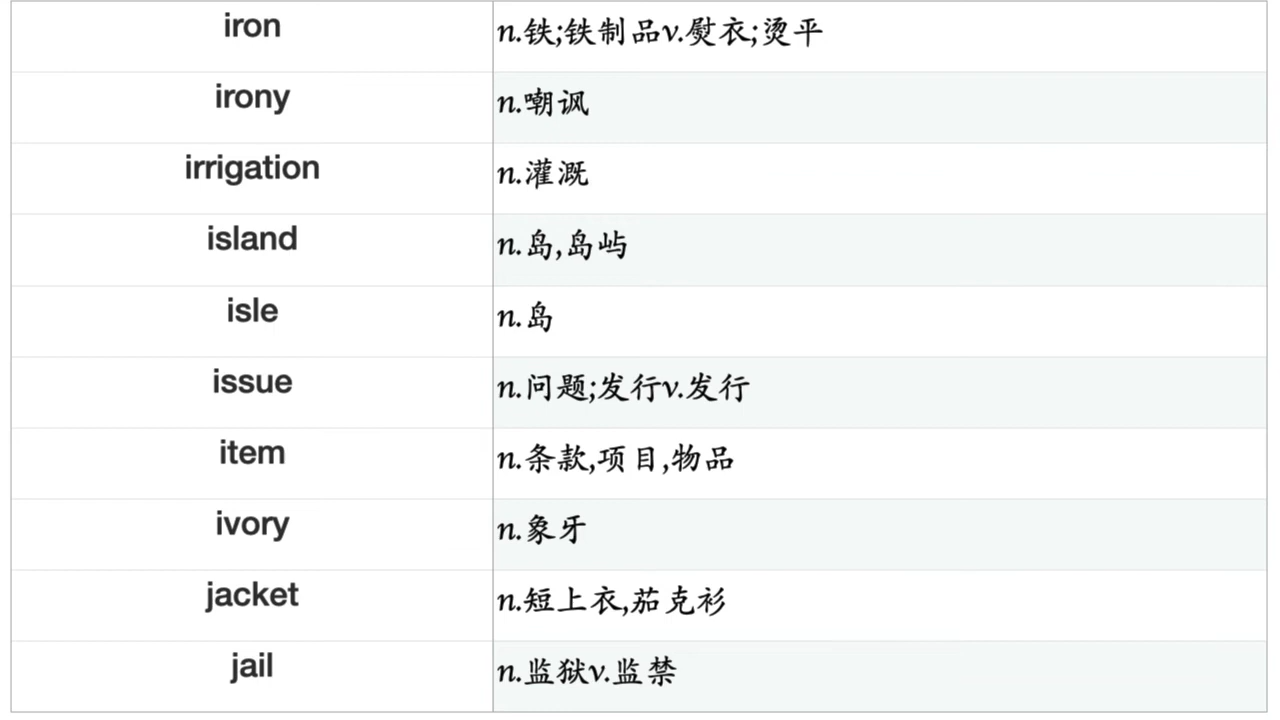 iron n.铁;铁制品v.熨衣;烫平
irony n.嘲讽
irrigation n.灌溉
island n.岛,岛屿
isle n.岛
issue n.问题;发行v.发行
item n.条款,项目,物品
ivory n.象牙
jacket n.短上衣,茄克衫
jail n.监狱v.监禁